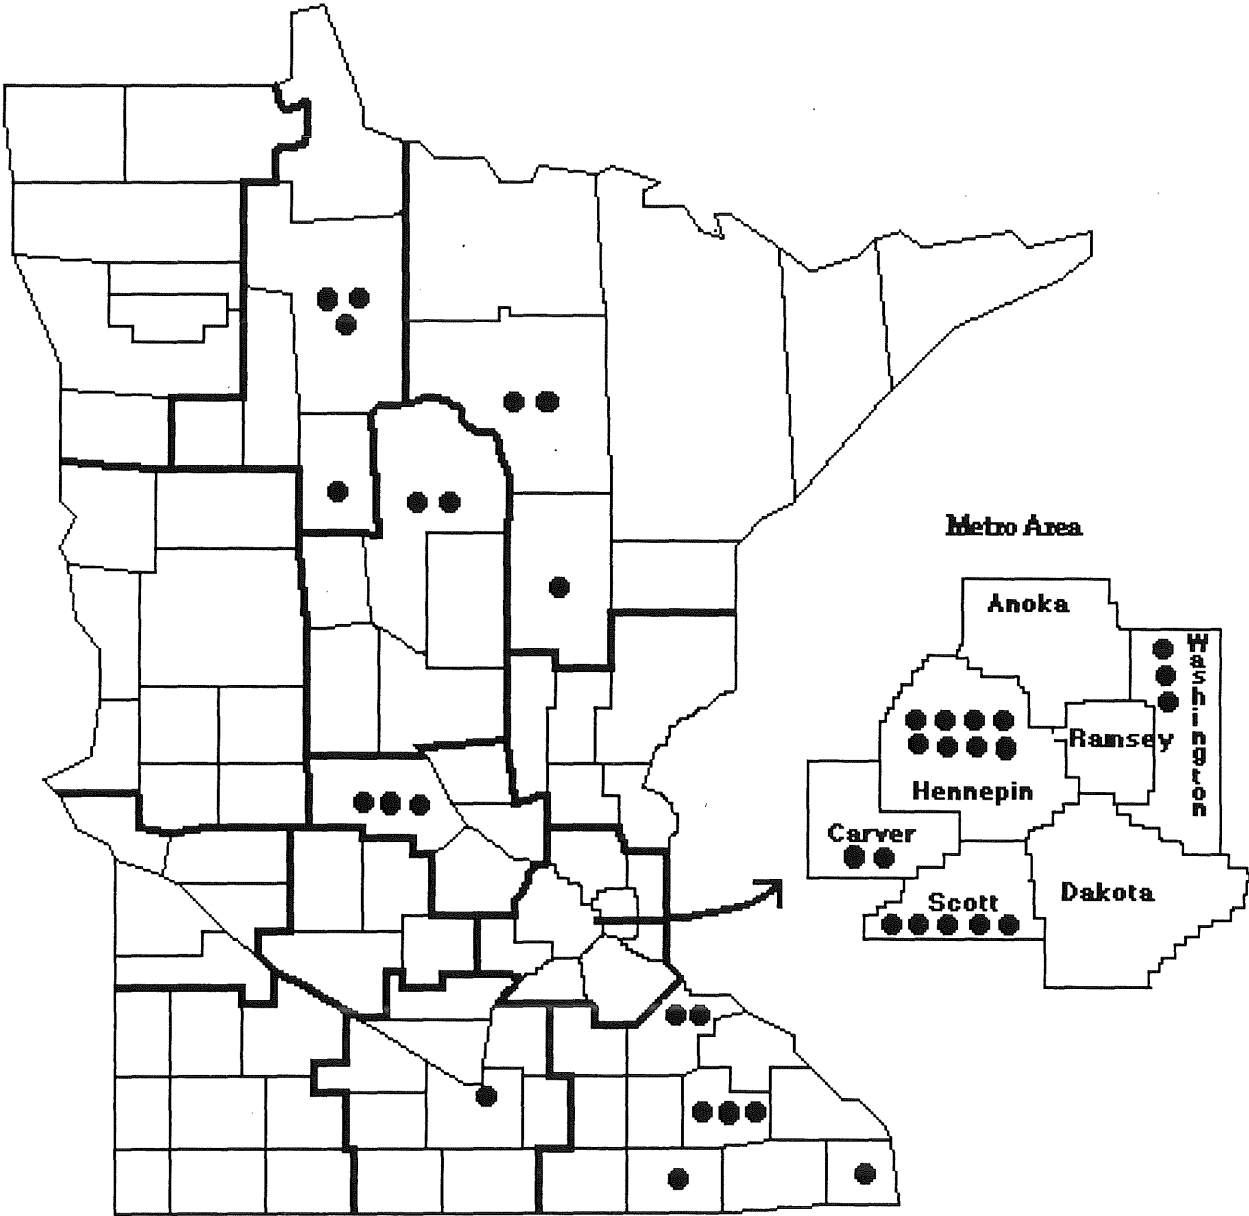 Metro Area
Anoka
Washington
Ramsey
Hennepin
Carver
Scott
Dakota